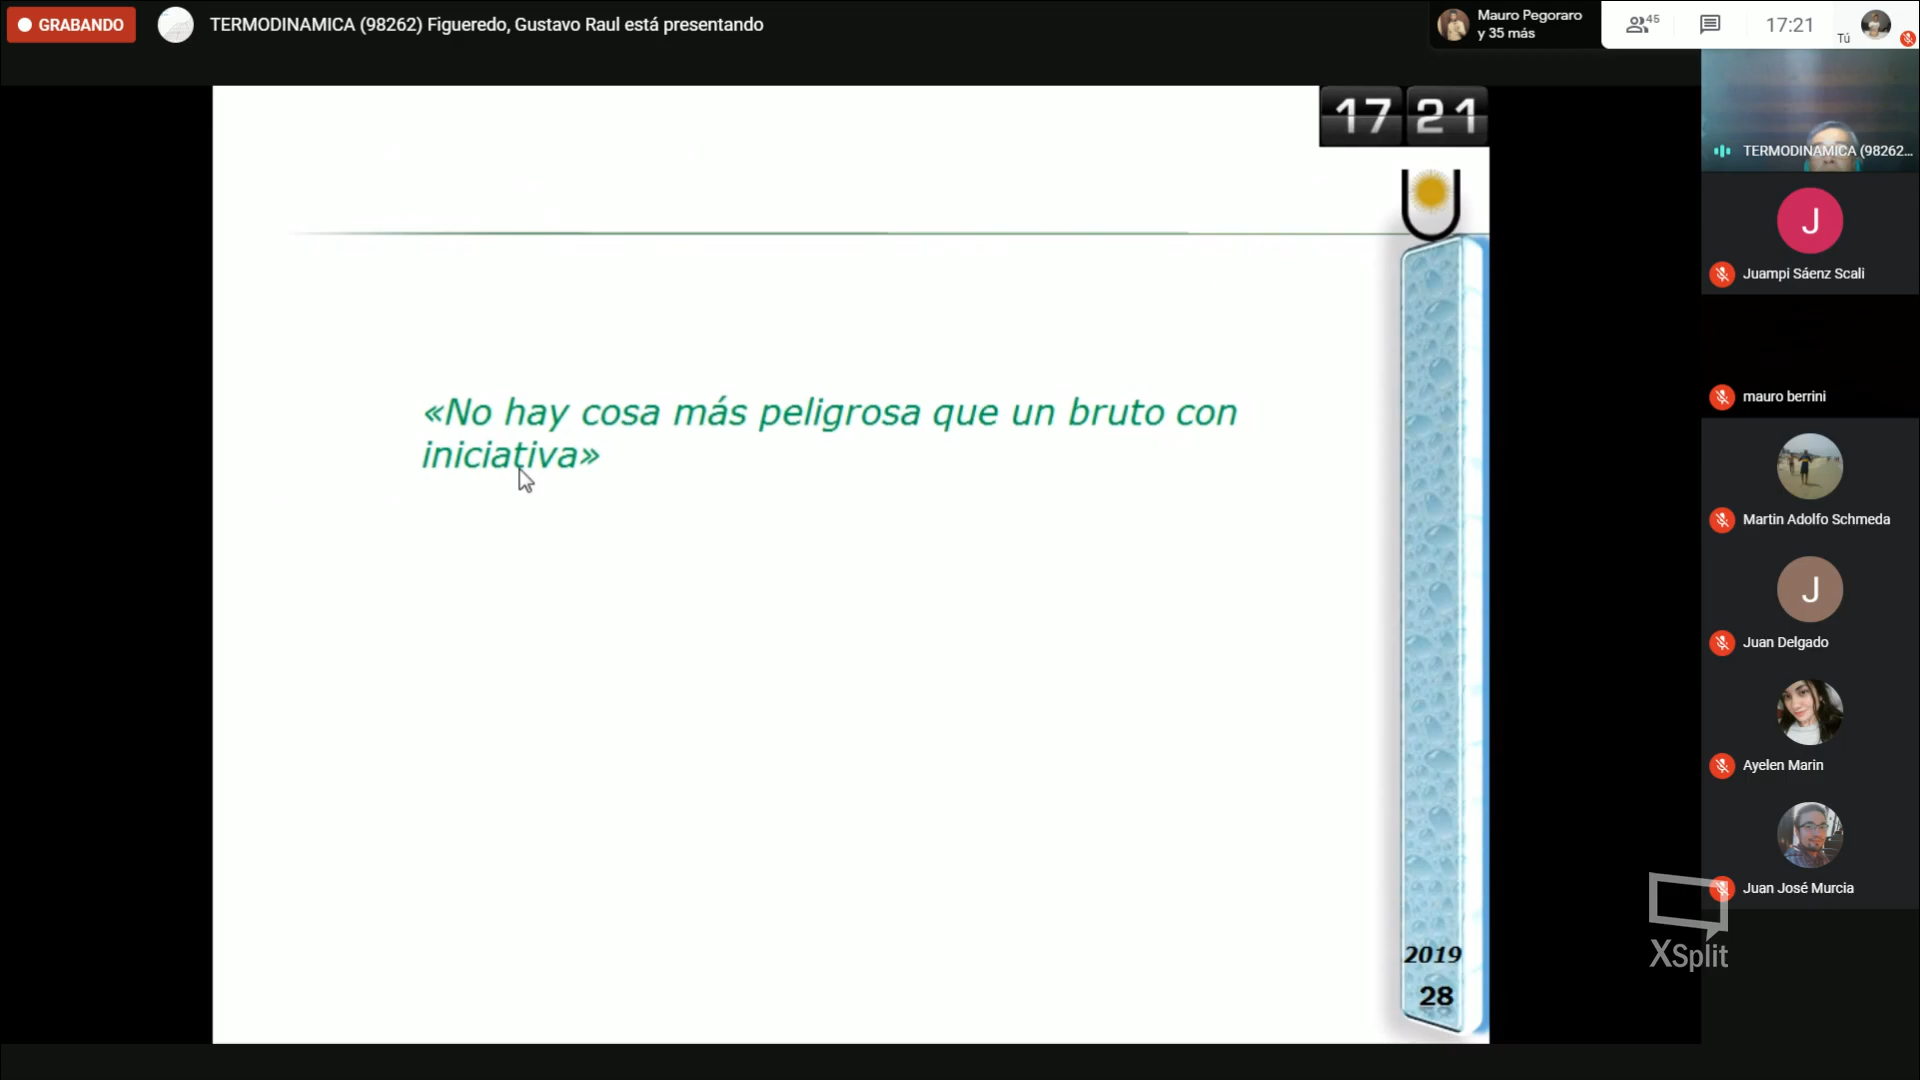 GRABANDO
TERMODINAMICA (98262) Figueredo, Gustavo Raul está presentando
Mauro Pegoraro
y 35 más
45
17:21
Tú
17 21
TERMODINAMICA (98262...
J
Juampi Sáenz Scali
mauro berrini
«No hay cosa más peligrosa que un bruto con
iniciativa»
Martin Adolfo Schmeda
J
Juan Delgado
Ayelen Marin
Juan José Murcia
XSplit
2019
28